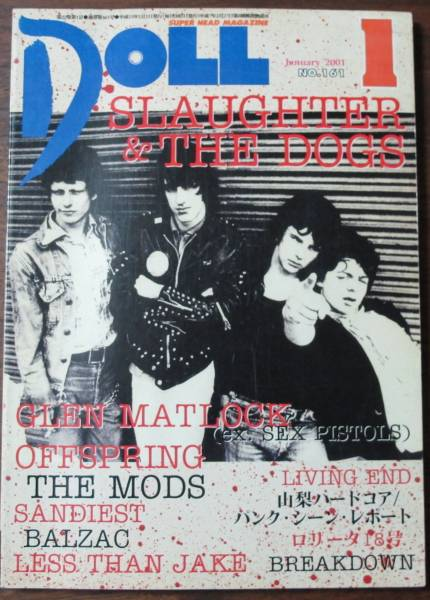 SUPER HEAD MAGAZINE
DOLL
January 2001
NO.161
1
SLAUGHTER
& THE DOGS
GLEN MATLOCK
(ex. SEX PISTOLS)
OFFSPRING
THE MODS
SANDIEST
BALZAC
LESS THAN JAKE
LIVING END
山梨ハードコア/
パンク・シーン・レポート
ロリータ18号
BREAKDOWN